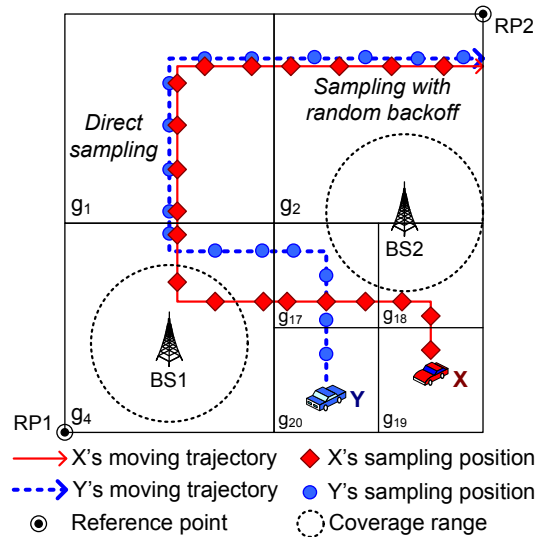 RP2
Direct
sampling
Sampling with
random backoff
g1
g2
BS2
g17
g18
BS1
Y
X
RP1
g4
g20
g19
X's moving trajectory
X's sampling position
Y's moving trajectory
Y's sampling position
Reference point
Coverage range